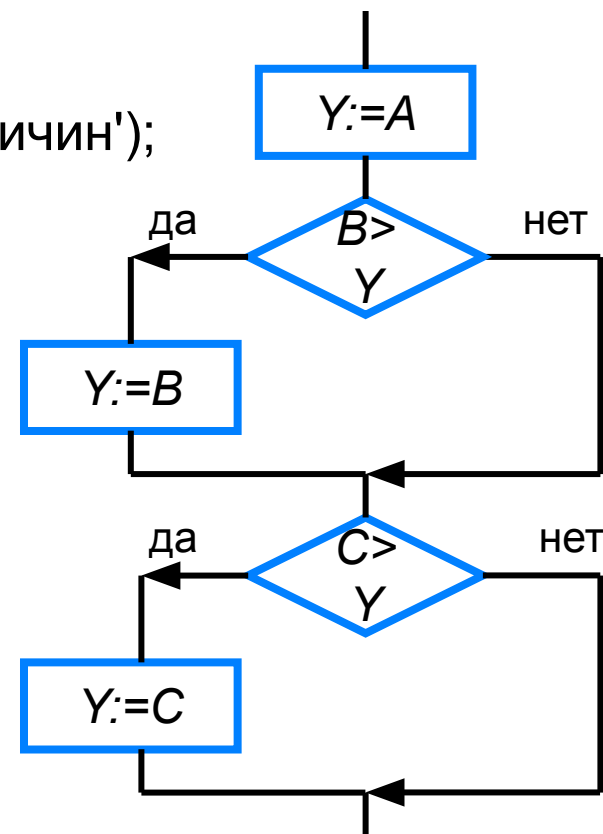 Y:=A
ичин');
да
B>
нет
Y
Y:=B
да
C>
нет
Y
Y:=C